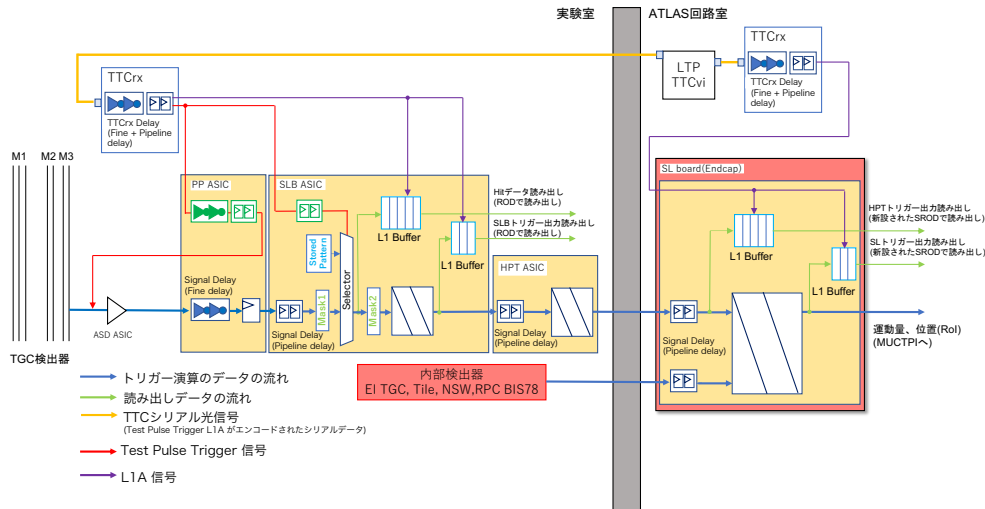 実験室
ATLAS回路室
TTCrx
TTCrx Delay
(Fine + Pipeline
delay)
LTP
TTCvi
TTCrx
TTCrx Delay
(Fine + Pipeline
delay)
M1 M2 M3
PP ASIC
SLB ASIC
SL board(Endcap)
Hitデータ読み出し
(RODで読み出し)
SLBトリガー出力読み出し
(RODで読み出し)
HPTトリガー出力読み出し
(新設されたSRODで読み出し)
SLトリガー出力読み出し
(新設されたSRODで読み出し)
L1 Buffer
L1 Buffer
L1 Buffer
L1 Buffer
Stored
Pattern
Selector
HPT ASIC
Signal Delay
(Fine delay)
Mask1
Mask2
ASD ASIC
Signal Delay
(Pipeline delay)
Signal Delay
(Pipeline delay)
Signal Delay
(Pipeline delay)
運動量、位置(RoI)
(MUCTPIへ)
TGC検出器
内部検出器
EI TGC, Tile, NSW,RPC BIS78
トリガー演算のデータの流れ
読み出しデータの流れ
TTCシリアル光信号
(Test Pulse Trigger L1A がエンコードされたシリアルデータ)
Test Pulse Trigger 信号
L1A 信号